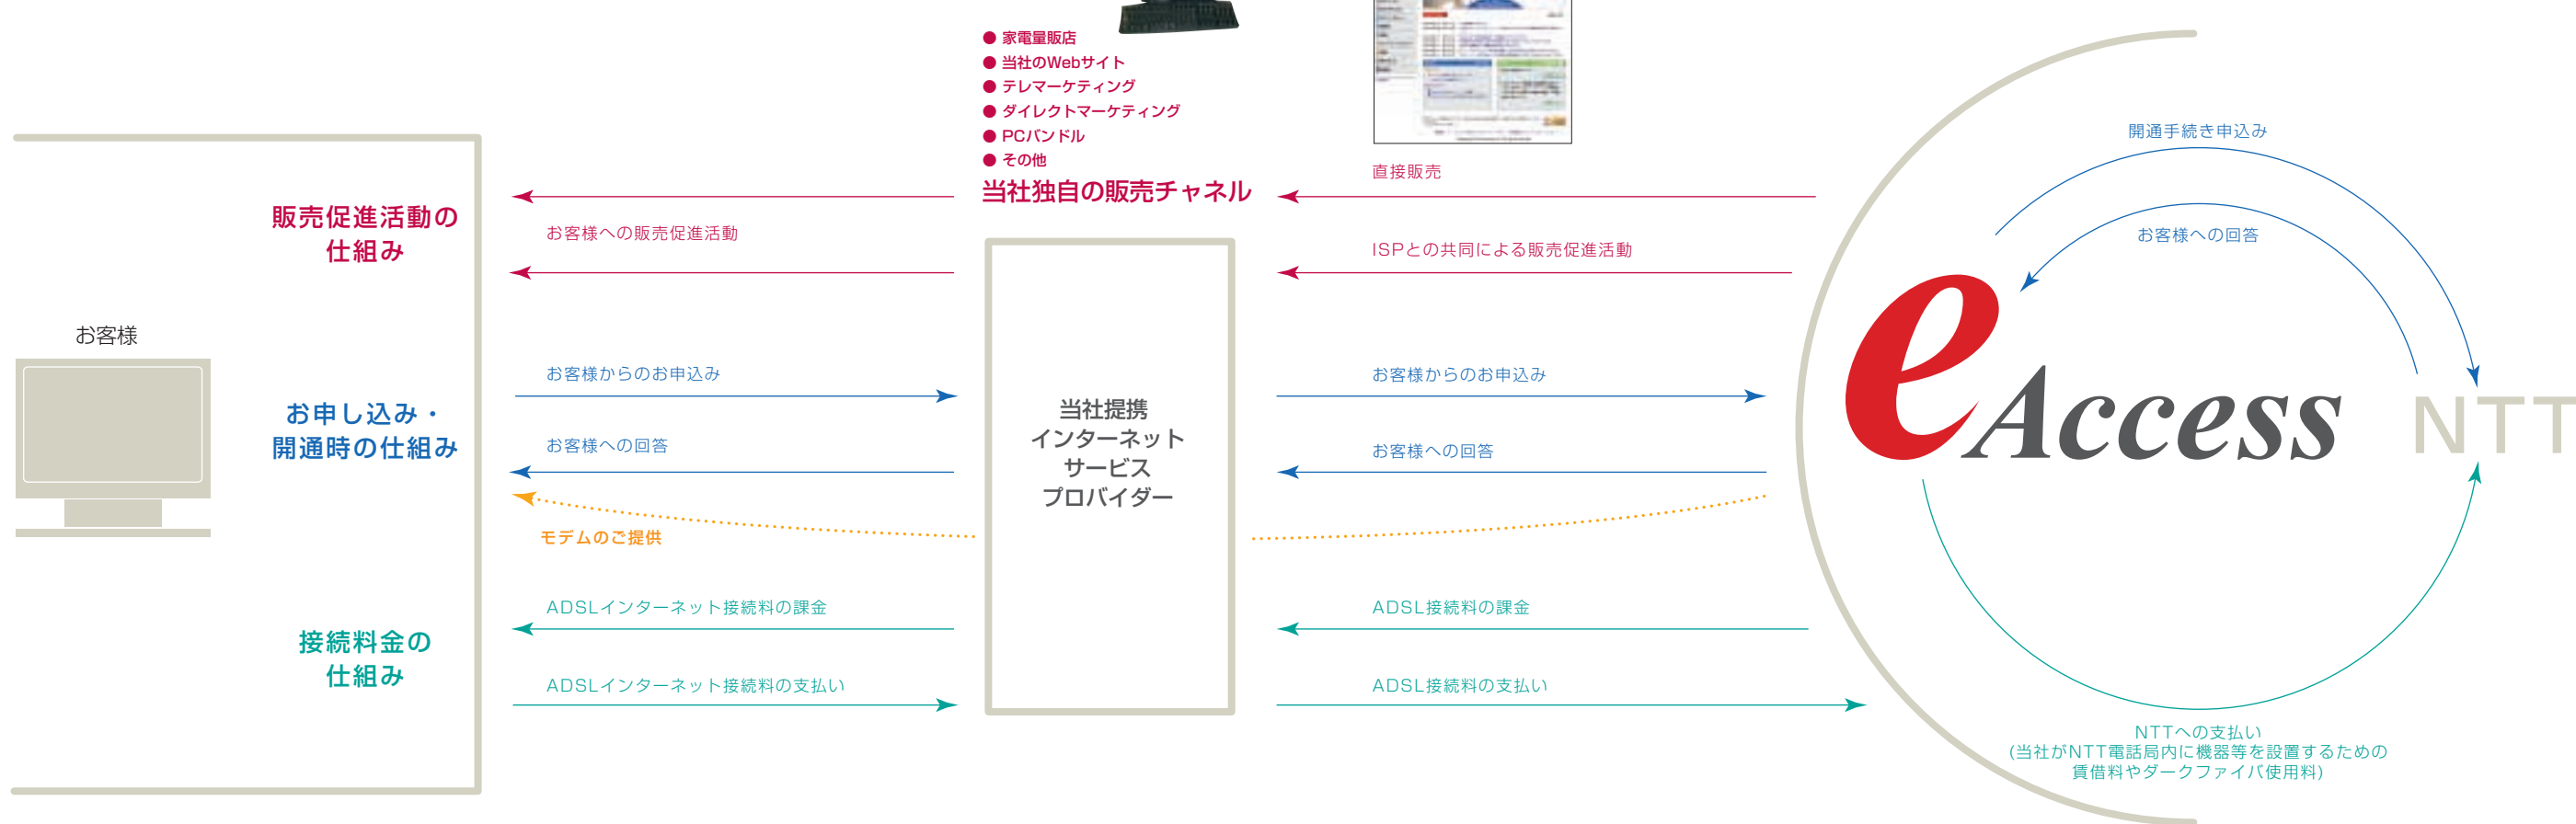 ● 家電量販店
● 当社のWebサイト
● テレマーケティング
● ダイレクトマーケティング
● PCバンドル
● その他
当社独自の販売チャネル
直接販売
ISPとの共同による販売促進活動
お客様への販売促進活動
販売促進活動の
仕組み
お客様
お申し込み・
開通時の仕組み
お客様からのお申込み
お客様への回答
モデムのご提供
当社提携
インターネット
サービス
プロバイダー
お客様からのお申込み
お客様への回答
接続料金の
仕組み
ADSLインターネット接続料の課金
ADSLインターネット接続料の支払い
ADSL接続料の課金
ADSL接続料の支払い
開通手続き申込み
お客様への回答
eAccess
NTT
NTTへの支払い
(当社がNTT電話局内に機器等を設置するための
賃借料やダークファイバ使用料)